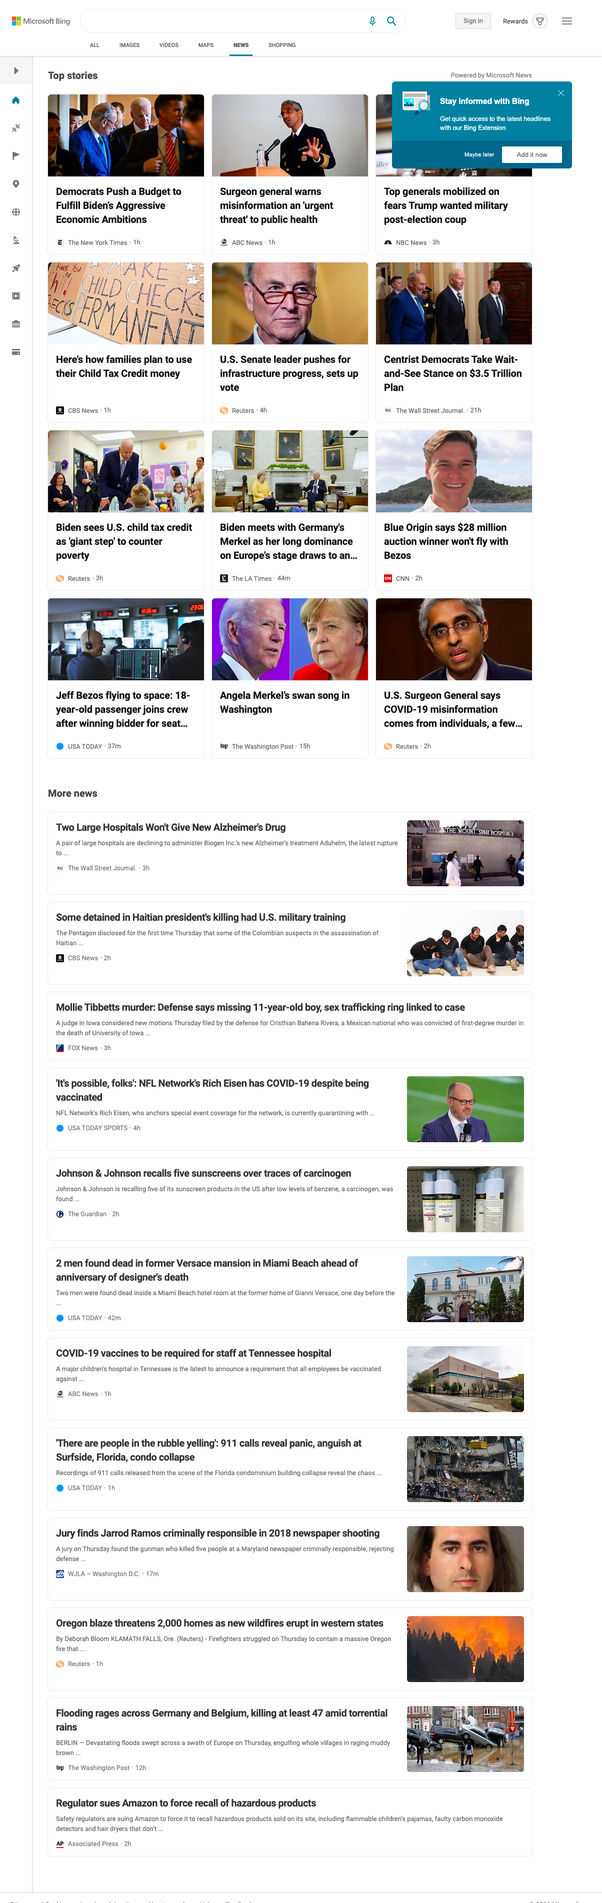 Microsoft Bing
Sign in
Rewards
ALL IMAGES VIDEOS MAPS NEWS SHOPPING
Top stories
Powered by Microsoft News
Stay informed with Bing
Get quick access to the latest headlines
with our Bing Extension
Maybe later
Add it now
Democrats Push a Budget to
Fulfill Biden's Aggressive
Economic Ambitions
The New York Times · 1h
Surgeon general warns
misinformation an 'urgent
threat' to public health
ABC News · 1h
Top generals mobilized on
fears Trump wanted military
post-election coup
NBC News · 3h
MAKE
CHILD CHECKS
PERMANENT
Here's how families plan to use
their Child Tax Credit money
CBS News · 1h
U.S. Senate leader pushes for
infrastructure progress, sets up
vote
Reuters · 4h
Centrist Democrats Take Wait-
and-See Stance on $3.5 Trillion
Plan
The Wall Street Journal. · 21h
Biden sees U.S. child tax credit
as 'giant step' to counter
poverty
Reuters · 3h
Biden meets with Germany's
Merkel as her long dominance
on Europe's stage draws to an...
The LA Times · 44m
Blue Origin says $28 million
auction winner won't fly with
Bezos
CNN · 2h
Jeff Bezos flying to space: 18-
year-old passenger joins crew
after winning bidder for seat...
USA TODAY · 37m
Angela Merkel's swan song in
Washington
The Washington Post · 15h
U.S. Surgeon General says
COVID-19 misinformation
comes from individuals, a few...
Reuters · 2h
More news
Two Large Hospitals Won't Give New Alzheimer's Drug
A pair of large hospitals are declining to administer Biogen Inc.'s new Alzheimer's treatment Aduhelm, the latest rupture
to ...
The Wall Street Journal. · 3h
THE MOUNT SINAI HOSPITAL
Some detained in Haitian president's killing had U.S. military training
The Pentagon disclosed for the first time Thursday that some of the Colombian suspects in the assassination of
Haitian ...
CBS News · 2h
Mollie Tibbetts murder: Defense says missing 11-year-old boy, sex trafficking ring linked to case
A judge in Iowa considered new motions Thursday filed by the defense for Cristhian Bahena Rivera, a Mexican national who was convicted of first-degree murder in
the death of University of Iowa ...
FOX News · 3h
'It's possible, folks': NFL Network's Rich Eisen has COVID-19 despite being
vaccinated
NFL Network's Rich Eisen, who anchors special event coverage for the network, is currently quarantining with ...
USA TODAY SPORTS · 4h
Johnson & Johnson recalls five sunscreens over traces of carcinogen
Johnson & Johnson is recalling five of its sunscreen products in the US after low levels of benzene, a carcinogen, was
found ...
The Guardian · 2h
30
70
2 men found dead in former Versace mansion in Miami Beach ahead of
anniversary of designer's death
Two men were found dead inside a Miami Beach hotel room at the former home of Gianni Versace, one day before the
...
USA TODAY · 42m
COVID-19 vaccines to be required for staff at Tennessee hospital
A major children's hospital in Tennessee is the latest to announce a requirement that all employees be vaccinated
against ...
ABC News · 1h
'There are people in the rubble yelling': 911 calls reveal panic, anguish at
Surfside, Florida, condo collapse
Recordings of 911 calls released from the scene of the Florida condominium building collapse reveal the chaos ...
USA TODAY · 1h
Jury finds Jarrod Ramos criminally responsible in 2018 newspaper shooting
A jury on Thursday found the gunman who killed five people at a Maryland newspaper criminally responsible, rejecting
defense ...
WJLA – Washington D.C. · 17m
Oregon blaze threatens 2,000 homes as new wildfires erupt in western states
By Deborah Bloom KLAMATH FALLS, Ore. (Reuters) - Firefighters struggled on Thursday to contain a massive Oregon
fire that ...
Reuters · 1h
Flooding rages across Germany and Belgium, killing at least 47 amid torrential
rains
BERLIN — Devastating floods swept across a swath of Europe on Thursday, engulfing whole villages in raging muddy
brown ...
The Washington Post · 12h
Regulator sues Amazon to force recall of hazardous products
Safety regulators are suing Amazon to force it to recall hazardous products sold on its site, including flammable children's pajamas, faulty carbon monoxide
detectors and hair dryers that don't ...
AP Associated Press · 2h